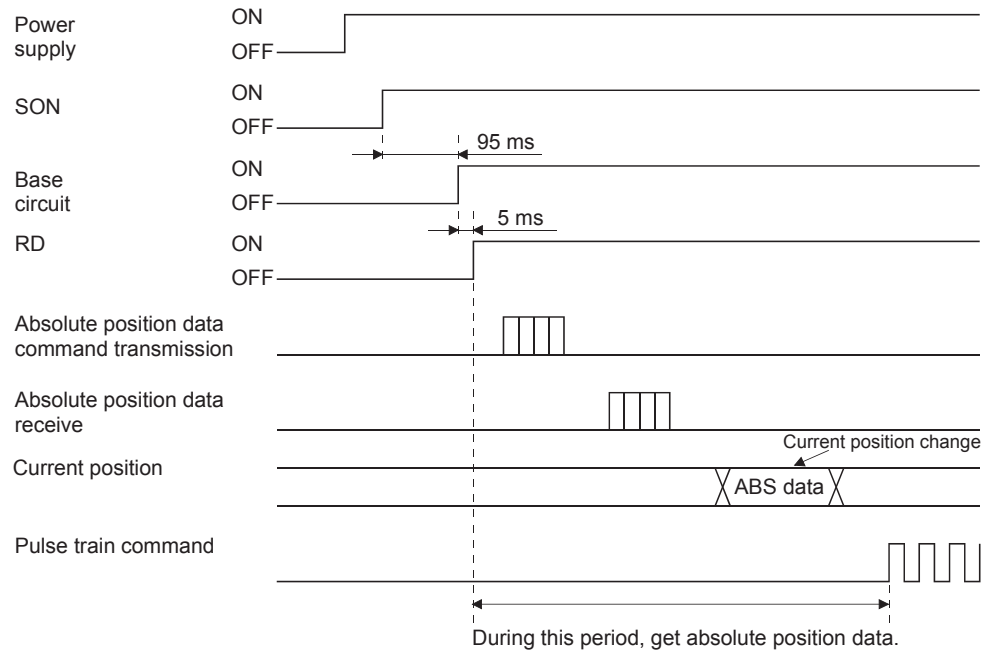 Power
supply
ON
OFF
SON
ON
OFF
95 ms
Base
circuit
ON
OFF
5 ms
RD
ON
OFF
Absolute position data
command transmission
Absolute position data
receive
Current position change
Current position
ABS data
Pulse train command
During this period, get absolute position data.